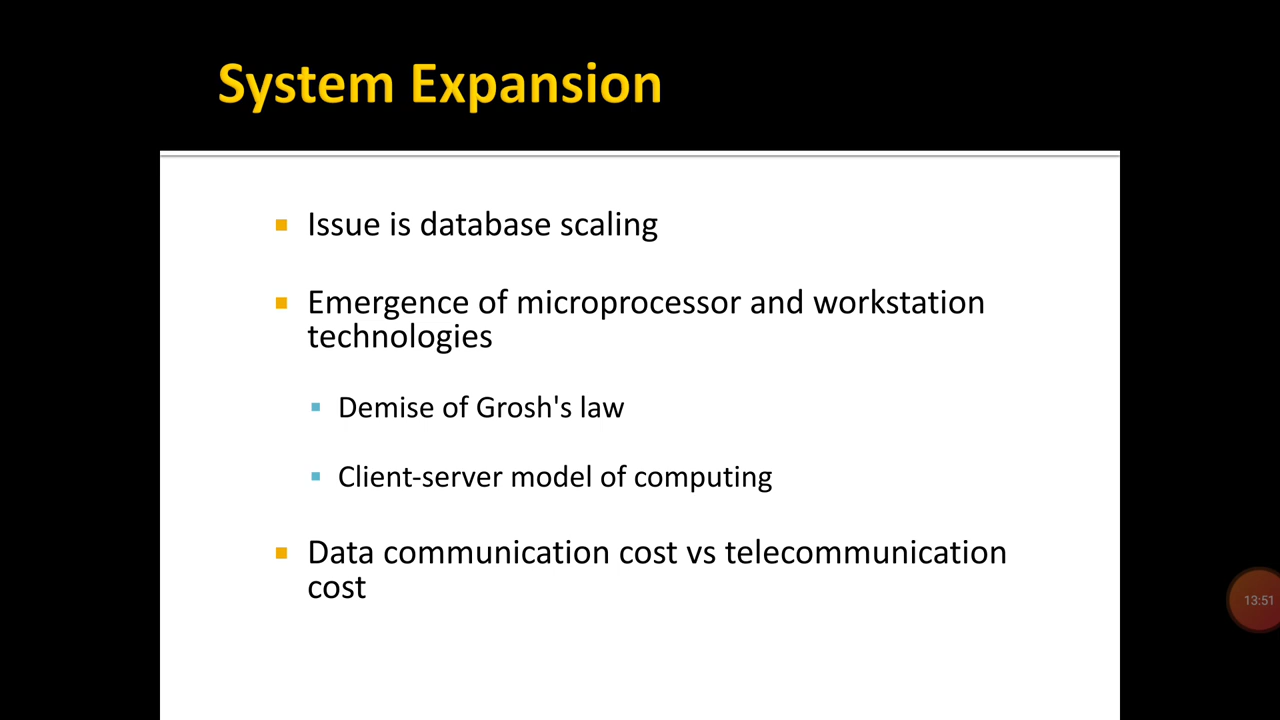 System Expansion
Issue is database scaling
Emergence of microprocessor and workstation
technologies
Demise of Grosh's law
Client-server model of computing
Data communication cost vs telecommunication
cost
13:51